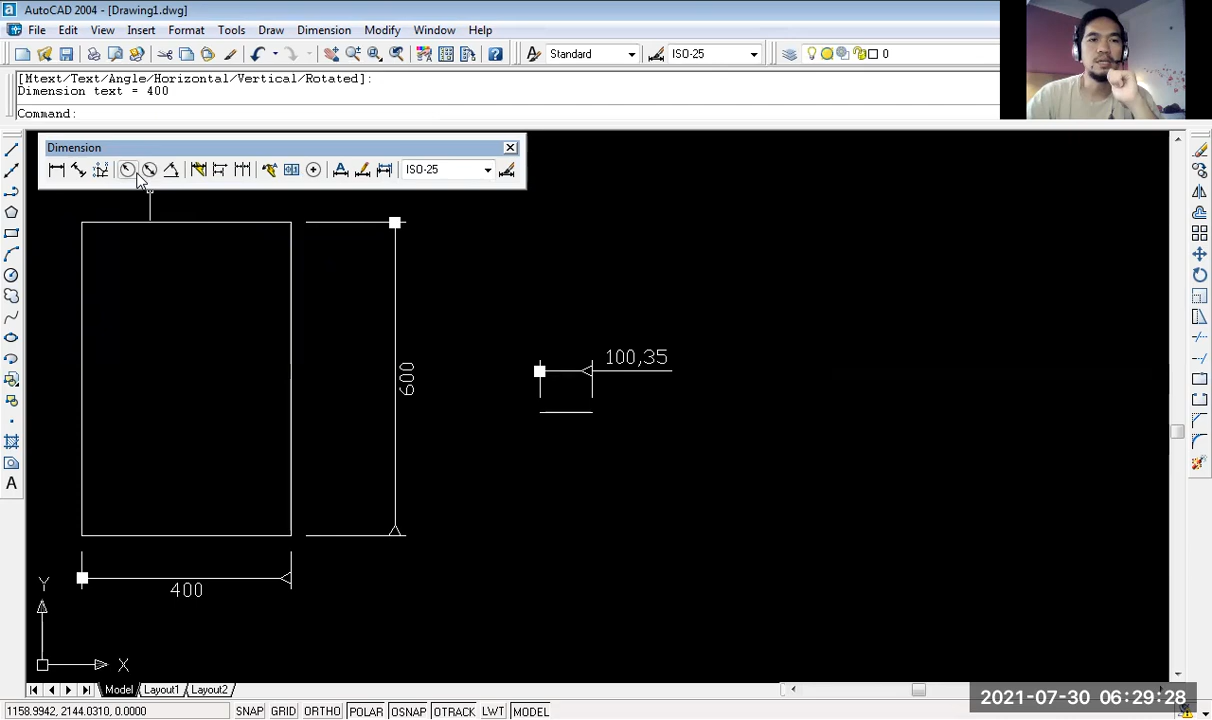 AutoCAD 2004 - [Drawing1.dwg]
File Edit View Insert Format Tools Draw Dimension Modify Window Help
Standard ISO-25 0
[Mtext/Text/Angle/Horizontal/Vertical/Rotated]:
Dimension text = 400
Command:
Dimension
ISO-25
100,35
600
400
Y
X
A
Model Layout1 Layout2
1158.9942, 2144.0310, 0.0000 SNAP GRID ORTHO POLAR OSNAP OTRACK LWT MODEL
2021-07-30 06:29:28